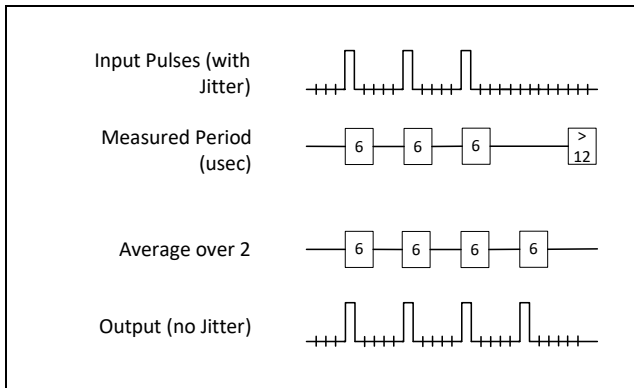 Input Pulses (with
Jitter)
Measured Period
(usec)
6 6 6 >
12
Average over 2
6 6 6 6
Output (no Jitter)